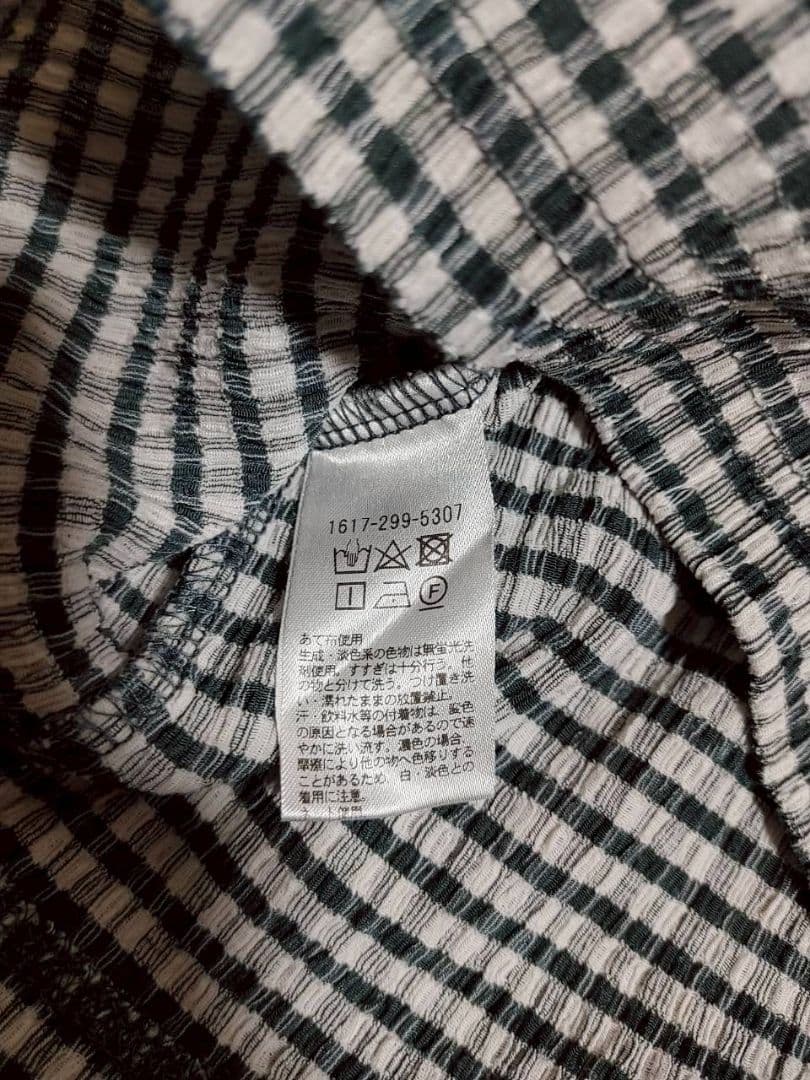 1617-299-5307
F
あて布使用
生成・淡色系の色物は無蛍光洗
剤使用。すすぎは十分行う。他
の物と分けて洗う。つけ置き洗
い・濡れたままの放置厳止。
汗・飲料水等の付着物は、変色
の原因となる場合があるので速
やかに洗い流す。濃色の場合、
摩擦により他の物へ色移りする
ことがあるため、白・淡色との
着用に注意。
ネット使用